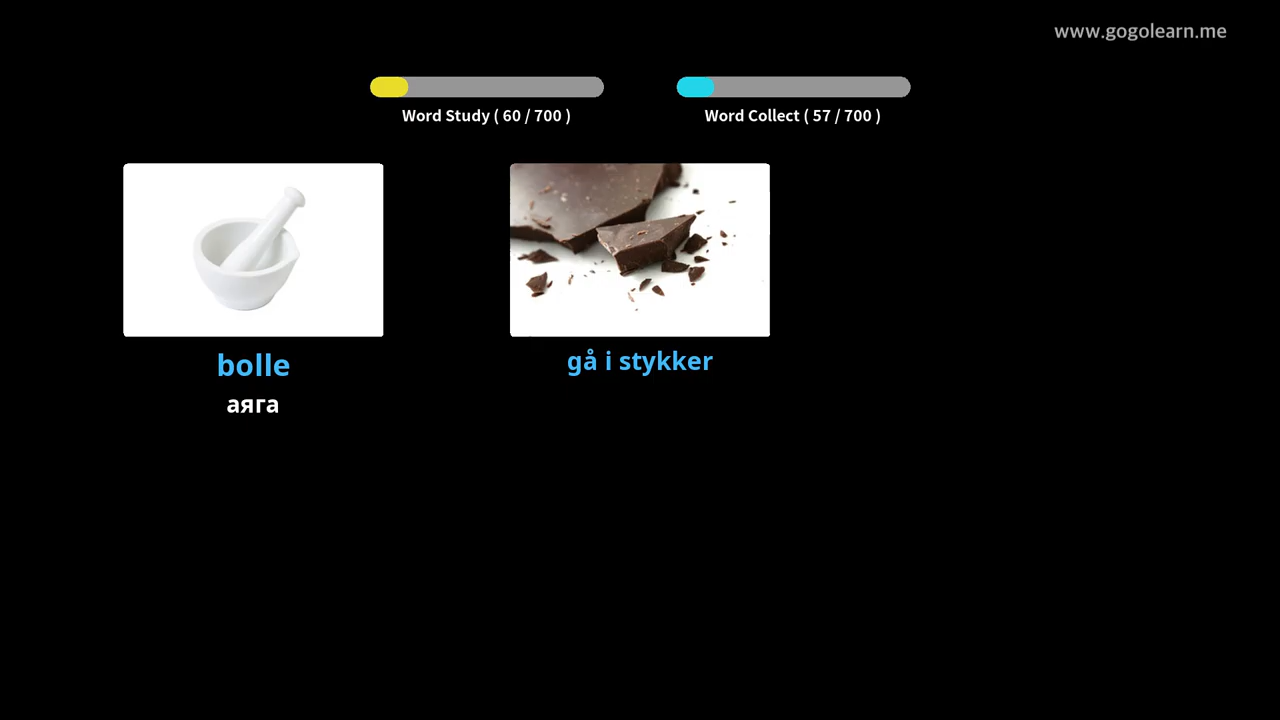 www.gogolearn.me
Word Study ( 60 / 700 )
Word Collect ( 57 / 700 )
bolle
аяга
gå i stykker